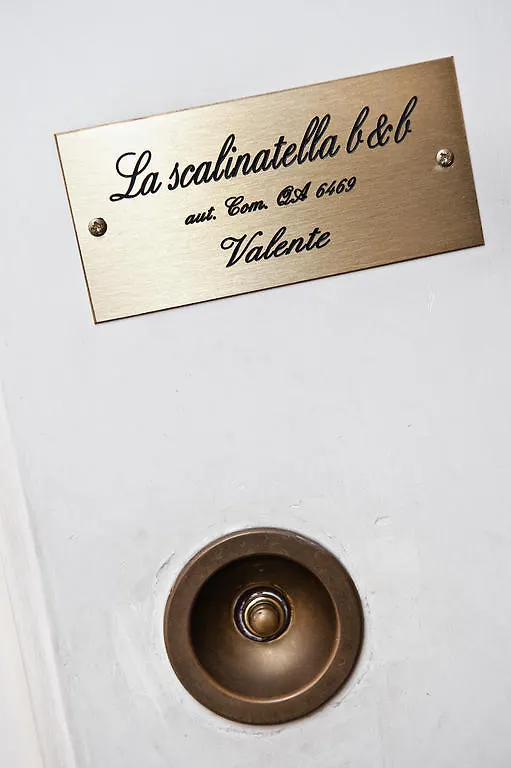 La scalinatella b&b
aut. Com. QA 6469
Valente